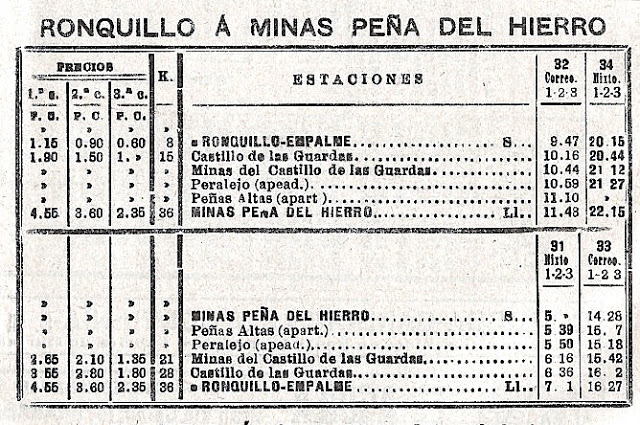 RONQUILLO Á MINAS PEÑA DEL HIERRO
PRECIOS K. ESTACIONES 32 34
Correo. Mixto.
1.ª c. 2.ª c. 3.ª c. 1-2-3 1-2-3
P. C. P. C. P. C.
» » » »
1.15 0.90 0.60 8 RONQUILLO-EMPALME S... 9.47 20.15
1.90 1.50 1. » 15 Castillo de las Guardas 10.16 20.44
» » » » Minas del Castillo de las Guardas 10.44 21 12
» » » » Peralejo (apead.) 10.59 21 27
» » » » Peñas Altas (apart.) 11.10 »
4.55 3.60 2.35 36 MINAS PEÑA DEL HIERRO Ll.. 11.43 22.15
31 33
Mixto Correo.
1-2-3 1-2 3
» » » » MINAS PEÑA DEL HIERRO S... 5. » 14.28
» » » » Peñas Altas (apart.) 5 39 15. 7
» » » » Peralejo (apead.) 5 50 15 18
2.65 2.10 1.35 21 Minas del Castillo de las Guardas 6 16 15.42
3 55 2.80 1.80 28 Castillo de las Guardas 6 36 16. 2
4.55 3.60 2.35 36 RONQUILLO-EMPALME Ll.. 7. 1 16 27